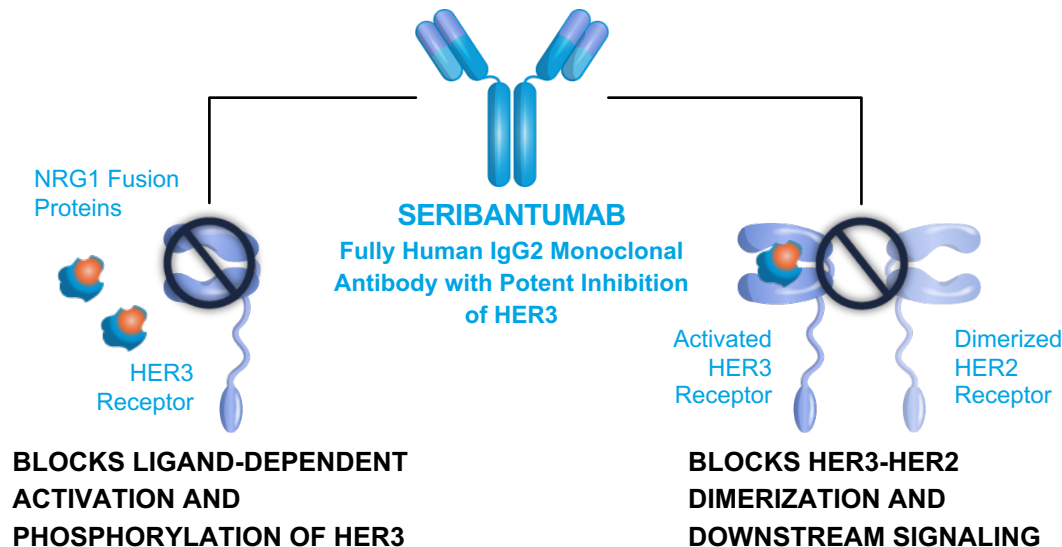 NRG1 Fusion
Proteins
SERIBANTUMAB
Fully Human IgG2 Monoclonal
Antibody with Potent Inhibition
of HER3
HER3
Receptor
Activated
HER3
Receptor
Dimerized
HER2
Receptor
BLOCKS LIGAND-DEPENDENT
ACTIVATION AND
PHOSPHORYLATION OF HER3
BLOCKS HER3-HER2
DIMERIZATION AND
DOWNSTREAM SIGNALING